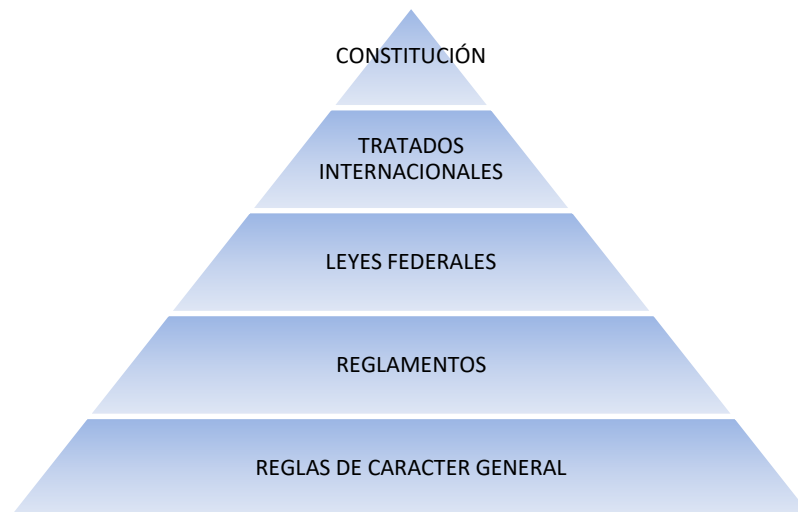 CONSTITUCIÓN
TRATADOS
INTERNACIONALES
LEYES FEDERALES
REGLAMENTOS
REGLAS DE CARACTER GENERAL